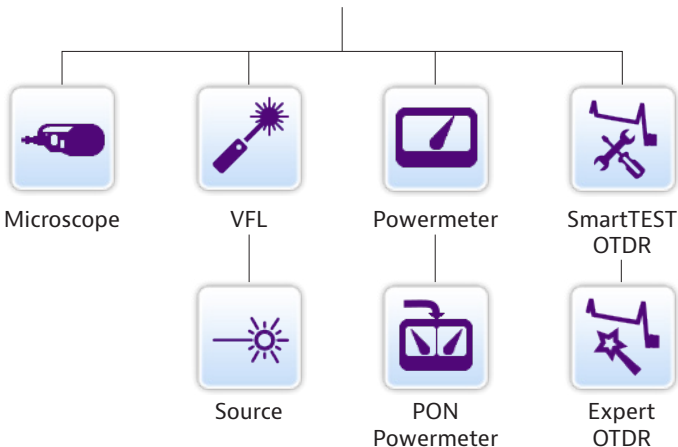 Microscope
VFL
Powermeter
SmartTEST
OTDR
Source
PON
Powermeter
Expert
OTDR